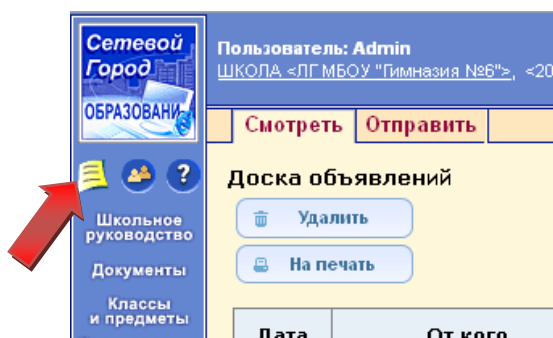 Сетевой
Город
ОБРАЗОВАНИ
Пользователь: Admin
ШКОЛА <ЛГ МБОУ "Гимназия №6">, <20
Смотреть
Отправить
?
Доска объявлений
Удалить
На печать
Школьное
руководство
Документы
Классы
и предметы
Дата
От кого